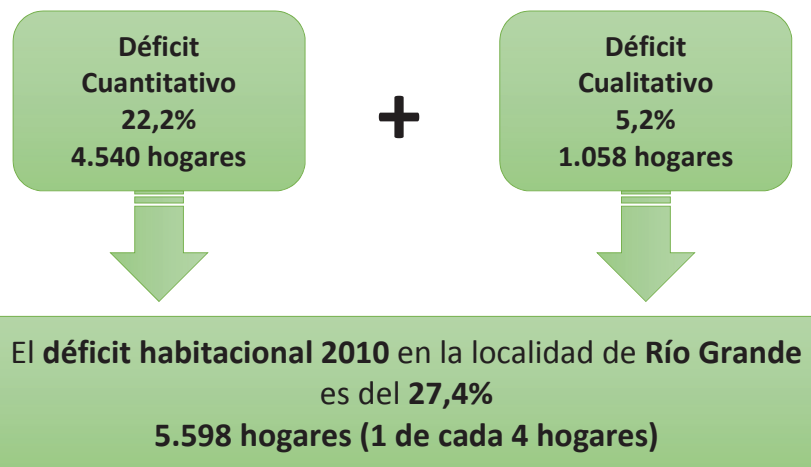 Déficit
Cuantitativo
22,2%
4.540 hogares
+
Déficit
Cualitativo
5,2%
1.058 hogares
El déficit habitacional 2010 en la localidad de Río Grande
es del 27,4%
5.598 hogares (1 de cada 4 hogares)